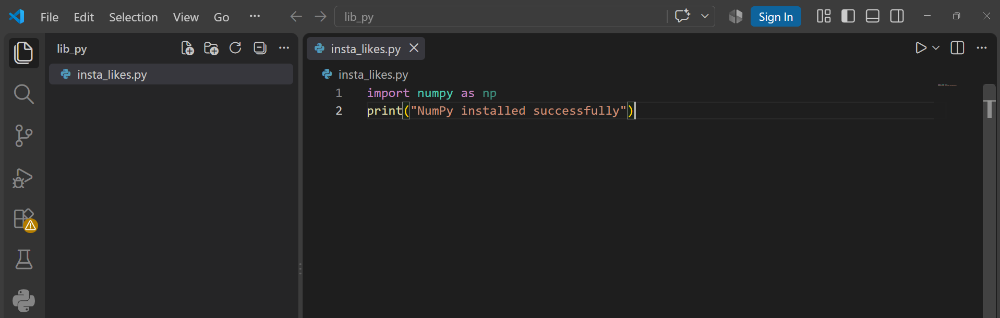 File Edit Selection View Go ··· lib_py Sign In
lib_py
insta_likes.py
insta_likes.py
insta_likes.py
1 import numpy as np
2 print("NumPy installed successfully")